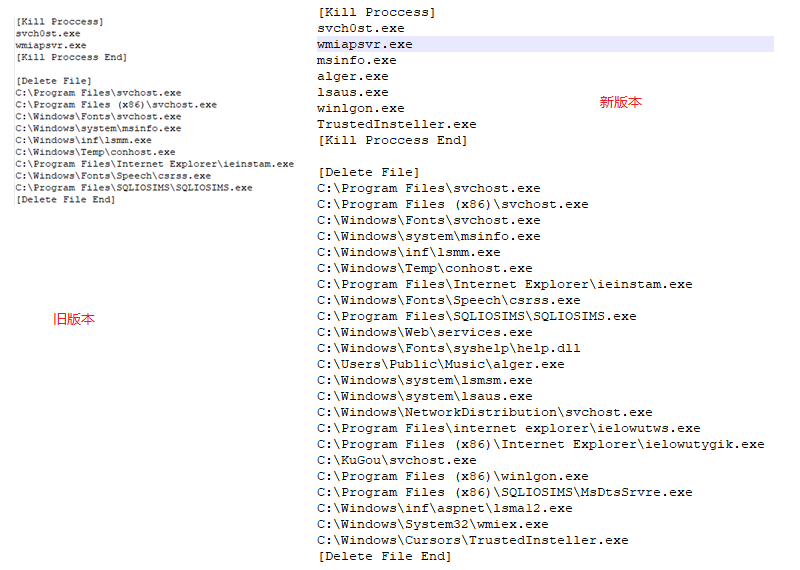 [Kill Proccess]
svch0st.exe
wmiapsvr.exe
[Kill Proccess End]
[Delete File]
C:\Program Files\svchost.exe
C:\Program Files (x86)\svchost.exe
C:\Windows\Fonts\svchost.exe
C:\Windows\system\msinfo.exe
C:\Windows\inf\lsmm.exe
C:\Windows\Temp\conhost.exe
C:\Program Files\Internet Explorer\ieinstam.exe
C:\Windows\Fonts\Speech\csrss.exe
C:\Program Files\SQLIOSIMS\SQLIOSIMS.exe
[Delete File End]
旧版本
[Kill Proccess]
svch0st.exe
wmiapsvr.exe
msinfo.exe
alger.exe
lsaus.exe
winlgon.exe
TrustedInsteller.exe
[Kill Proccess End]
新版本
[Delete File]
C:\Program Files\svchost.exe
C:\Program Files (x86)\svchost.exe
C:\Windows\Fonts\svchost.exe
C:\Windows\system\msinfo.exe
C:\Windows\inf\lsmm.exe
C:\Windows\Temp\conhost.exe
C:\Program Files\Internet Explorer\ieinstam.exe
C:\Windows\Fonts\Speech\csrss.exe
C:\Program Files\SQLIOSIMS\SQLIOSIMS.exe
C:\Windows\Web\services.exe
C:\Windows\Fonts\syshelp\help.dll
C:\Users\Public\Music\alger.exe
C:\Windows\system\lsmsm.exe
C:\Windows\system\lsaus.exe
C:\Windows\NetworkDistribution\svchost.exe
C:\Program Files\internet explorer\ielowutws.exe
C:\Program Files (x86)\Internet Explorer\ielowutygik.exe
C:\KuGou\svchost.exe
C:\Program Files (x86)\winlgon.exe
C:\Program Files (x86)\SQLIOSIMS\MsDtsSrvre.exe
C:\Windows\inf\aspnet\lsma12.exe
C:\Windows\System32\wmiex.exe
C:\Windows\Cursors\TrustedInsteller.exe
[Delete File End]